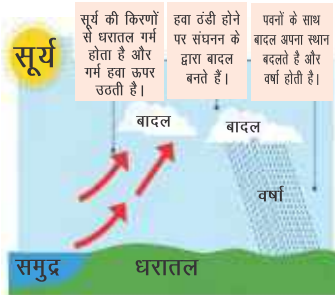 सूर्य
सूर्य की किरणों
से धरातल गर्म
होता है और
गर्म हवा ऊपर
उठती है।
हवा ठंडी होने
पर संघनन के
द्वारा बादल
बनते हैं।
पवनों के साथ
बादल अपना स्थान
बदलते है और
वर्षा होती है।
बादल
बादल
वर्षा
समुद्र
धरातल